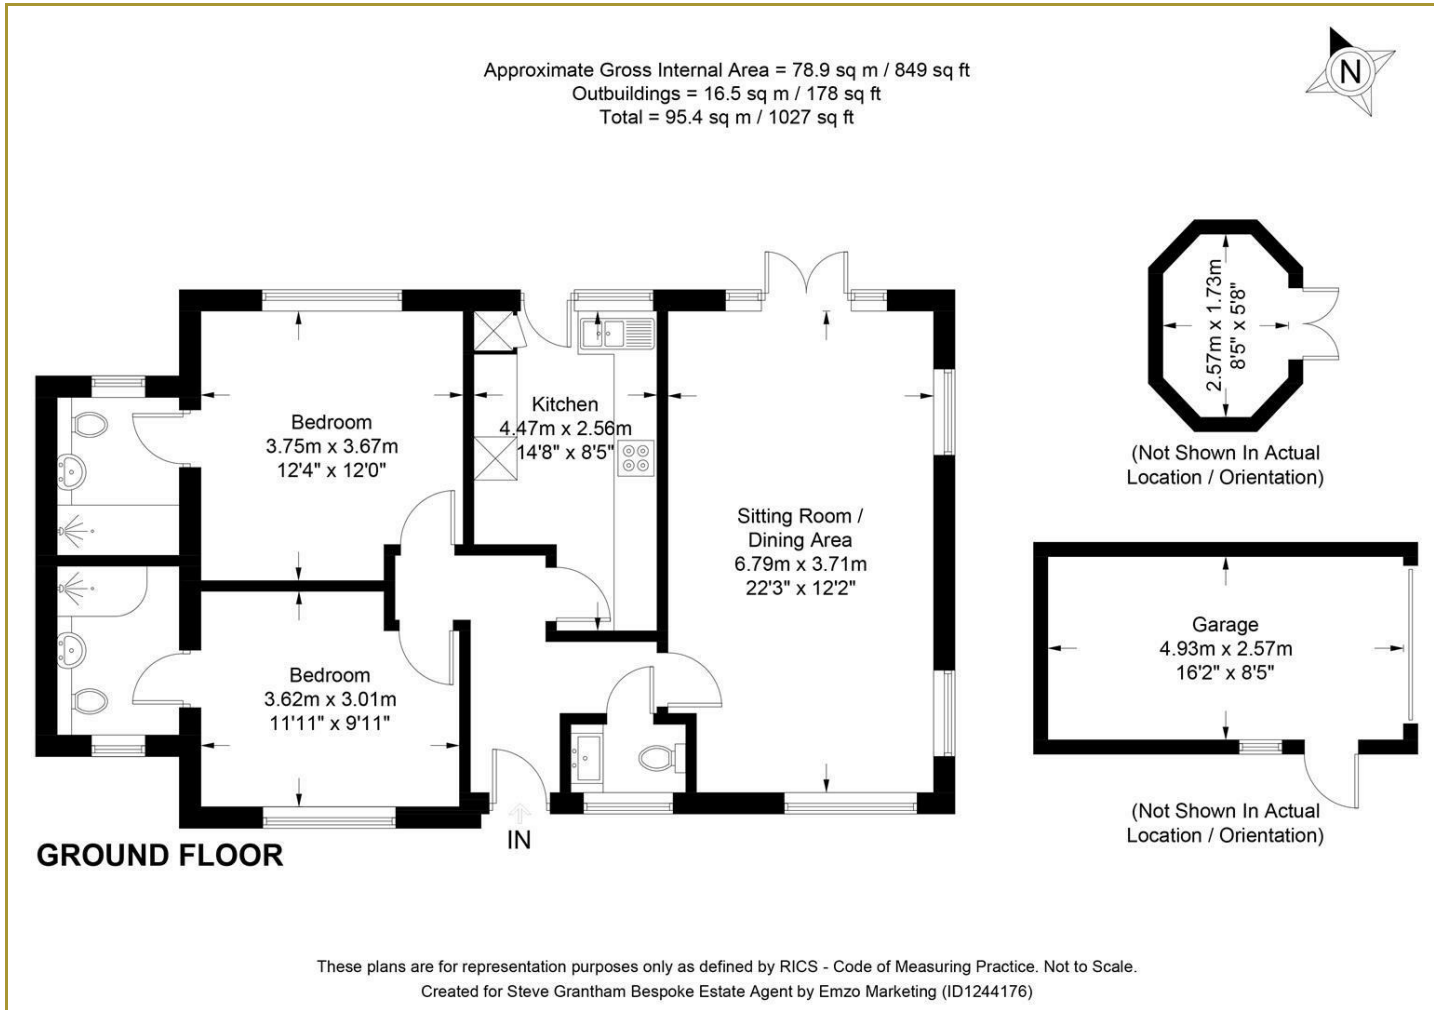 Approximate Gross Internal Area = 78.9 sq m / 849 sq ft
Outbuildings = 16.5 sq m / 178 sq ft
Total = 95.4 sq m / 1027 sq ft
N
2.57m x 1.73m
8'5" x 5'8"
(Not Shown In Actual
Location / Orientation)
Bedroom
3.75m x 3.67m
12'4" x 12'0"
Kitchen
4.47m x 2.56m
14'8" x 8'5"
Sitting Room /
Dining Area
6.79m x 3.71m
22'3" x 12'2"
Garage
4.93m x 2.57m
16'2" x 8'5"
(Not Shown In Actual
Location / Orientation)
Bedroom
3.62m x 3.01m
11'11" x 9'11"
IN
GROUND FLOOR
These plans are for representation purposes only as defined by RICS - Code of Measuring Practice. Not to Scale.
Created for Steve Grantham Bespoke Estate Agent by Emzo Marketing (ID1244176)